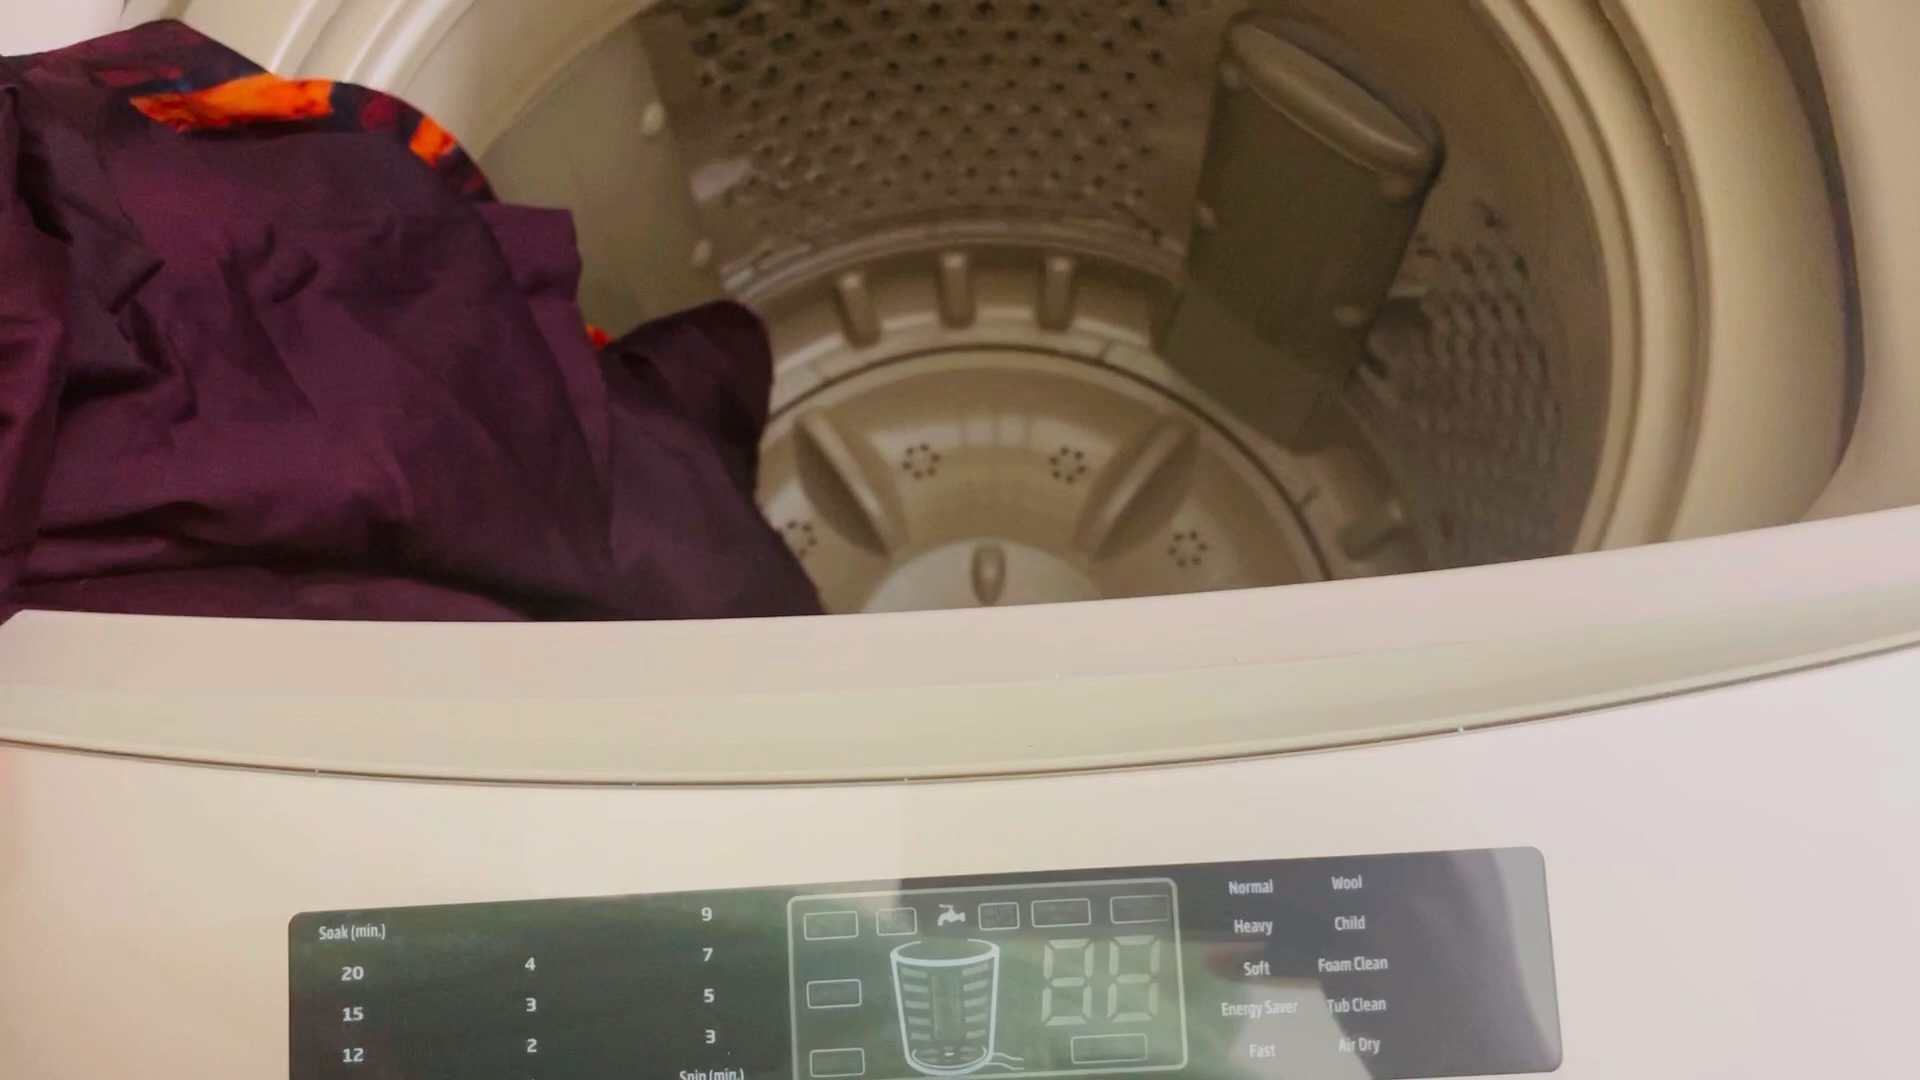 Soak (min.)
20
15
12
4
3
2
9
7
5
3
Spin (min.)
88
Normal
Heavy
Soft
Energy Saver
Fast
Wool
Child
Foam Clean
Tub Clean
Air Dry